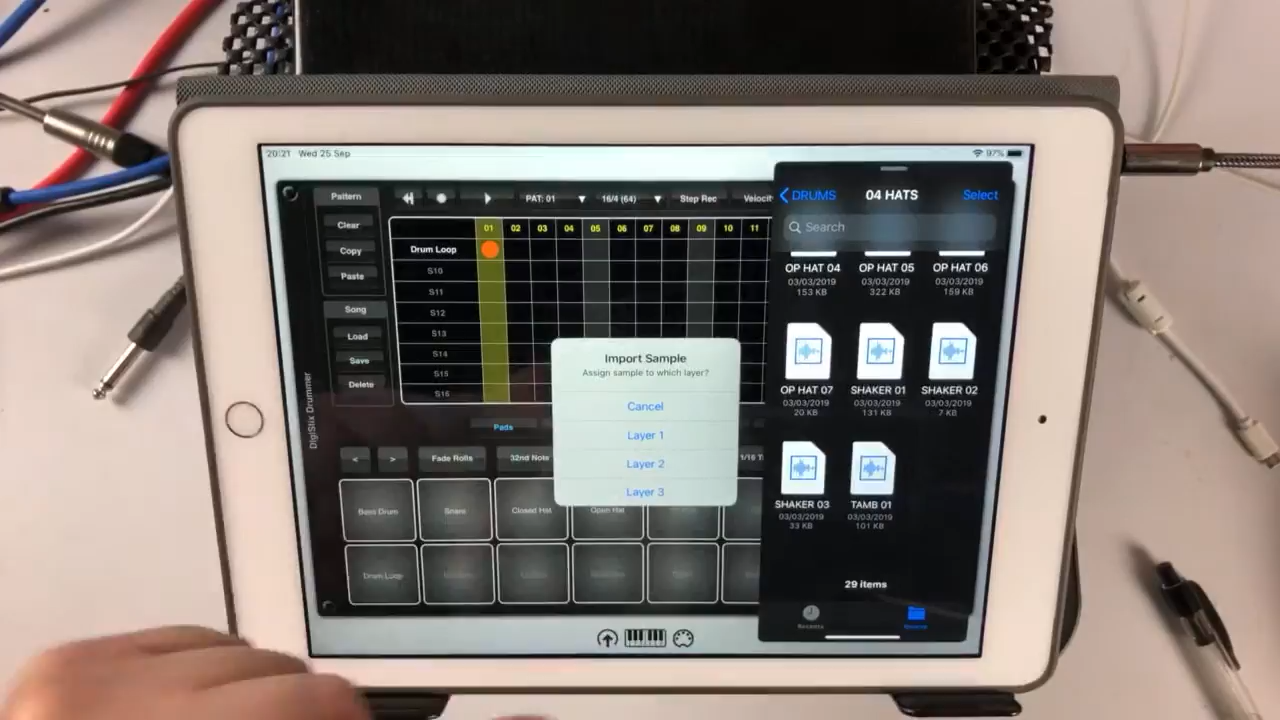 20:21 Wed 25 Sep
97%
Pattern
Clear
Copy
Paste
Song
Load
Save
Delete
DigiStix Drummer
PAT: 01 16/4 (64) Step Rec
01 02 03 04 05 06 07 08 09 10 11
Drum Loop
S10
S11
S12
S13
S14
S15
S16
Pads
< > Fade Rolls 32nd Note
Bass Drum Snare Closed Hat Open Hat
Drum Loop
Import Sample
Assign sample to which layer?
Cancel
Layer 1
Layer 2
Layer 3
DRUMS 04 HATS Select
Search
OP HAT 04 OP HAT 05 OP HAT 06
03/03/2019 03/03/2019 03/03/2019
153 KB 322 KB 159 KB
OP HAT 07 SHAKER 01 SHAKER 02
03/03/2019 03/03/2019 03/03/2019
20 KB 131 KB 7 KB
SHAKER 03 TAMB 01
03/03/2019 03/03/2019
33 KB 101 KB
29 items
Recents Browse